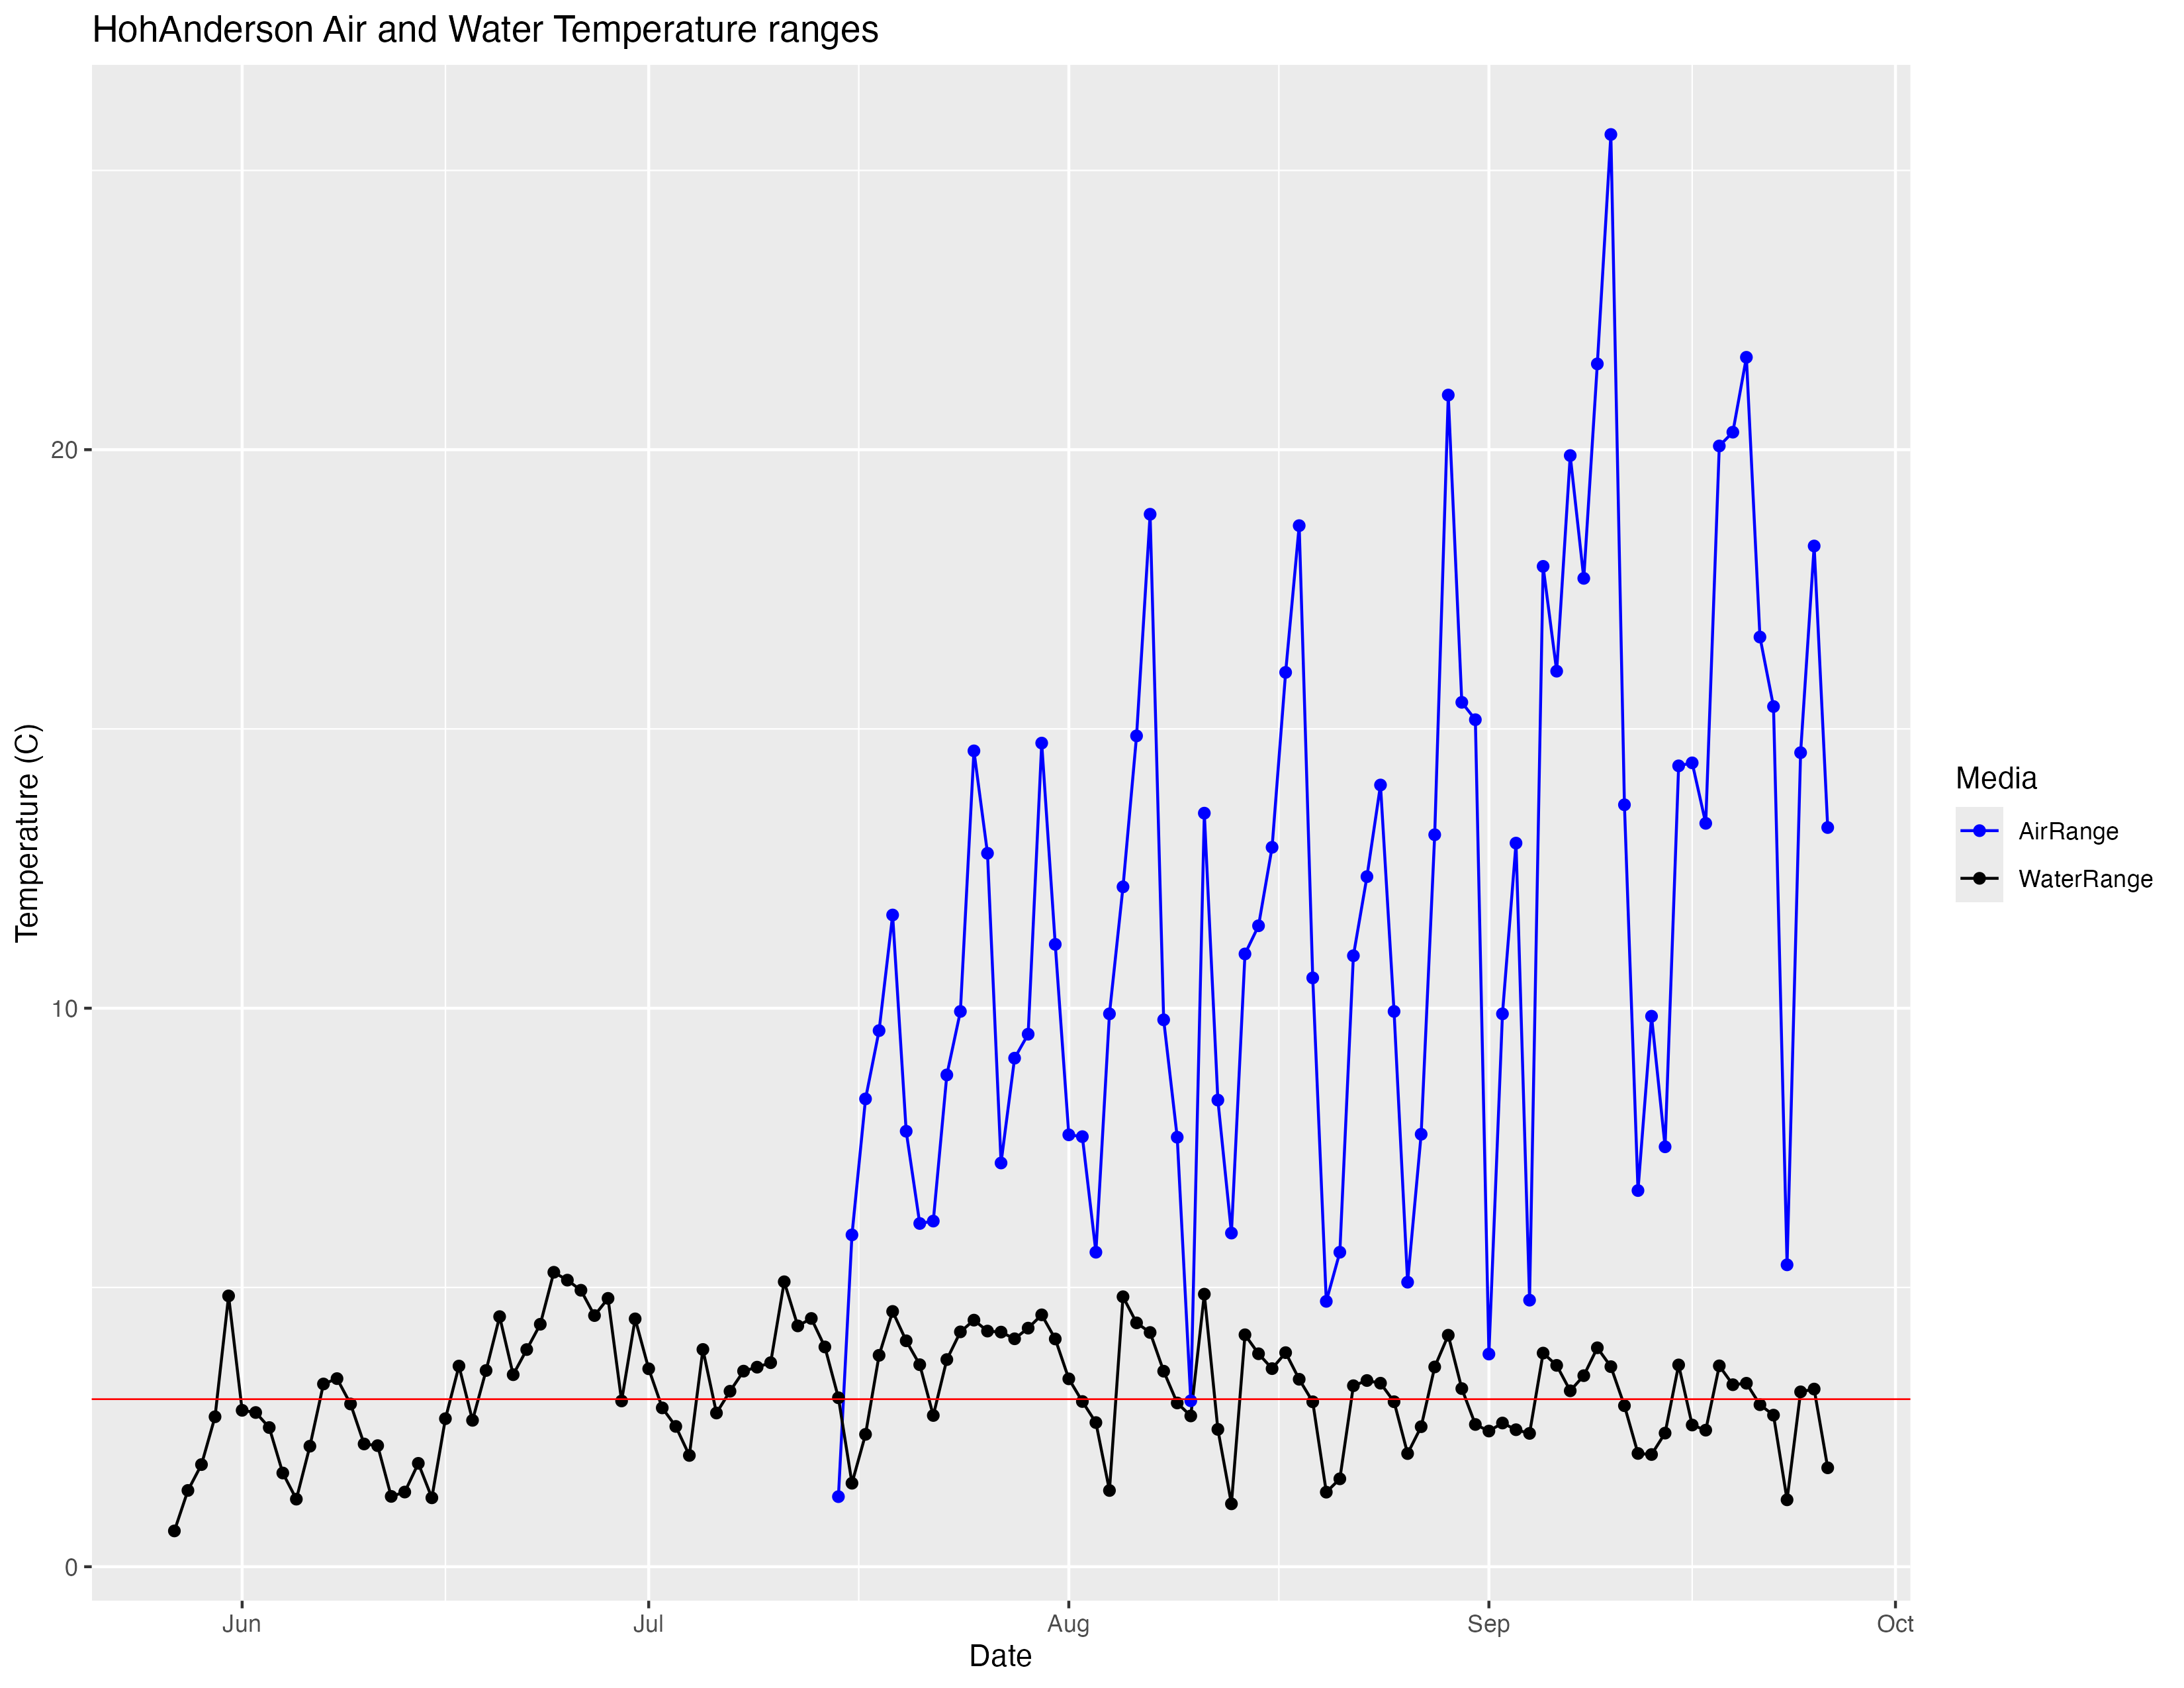 HohAnderson Air and Water Temperature ranges
Temperature (C)
20
10
0
Jun
Jul
Aug
Sep
Oct
Date
Media
AirRange
WaterRange